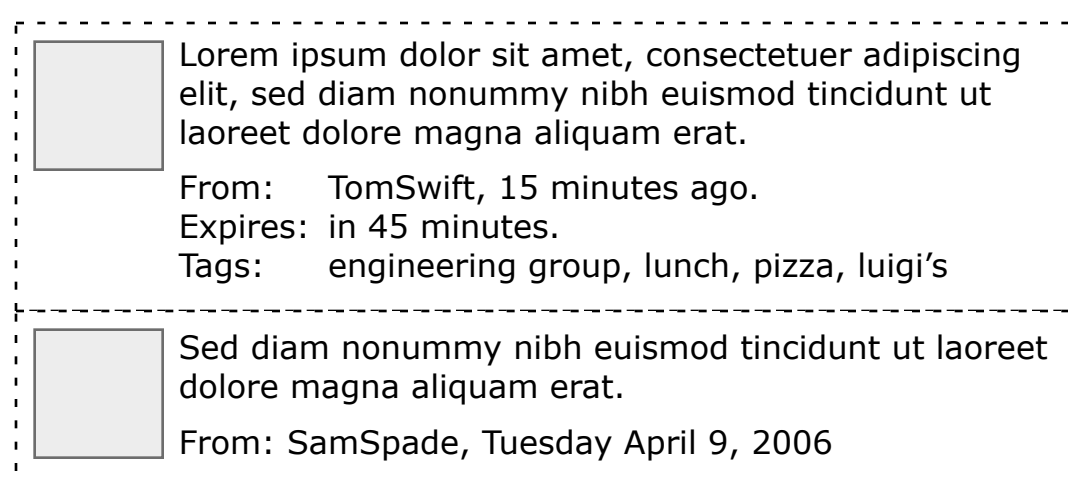 Lorem ipsum dolor sit amet, consectetuer adipiscing
elit, sed diam nonummy nibh euismod tincidunt ut
laoreet dolore magna aliquam erat.
From: TomSwift, 15 minutes ago.
Expires: in 45 minutes.
Tags: engineering group, lunch, pizza, luigi’s
Sed diam nonummy nibh euismod tincidunt ut laoreet
dolore magna aliquam erat.
From: SamSpade, Tuesday April 9, 2006